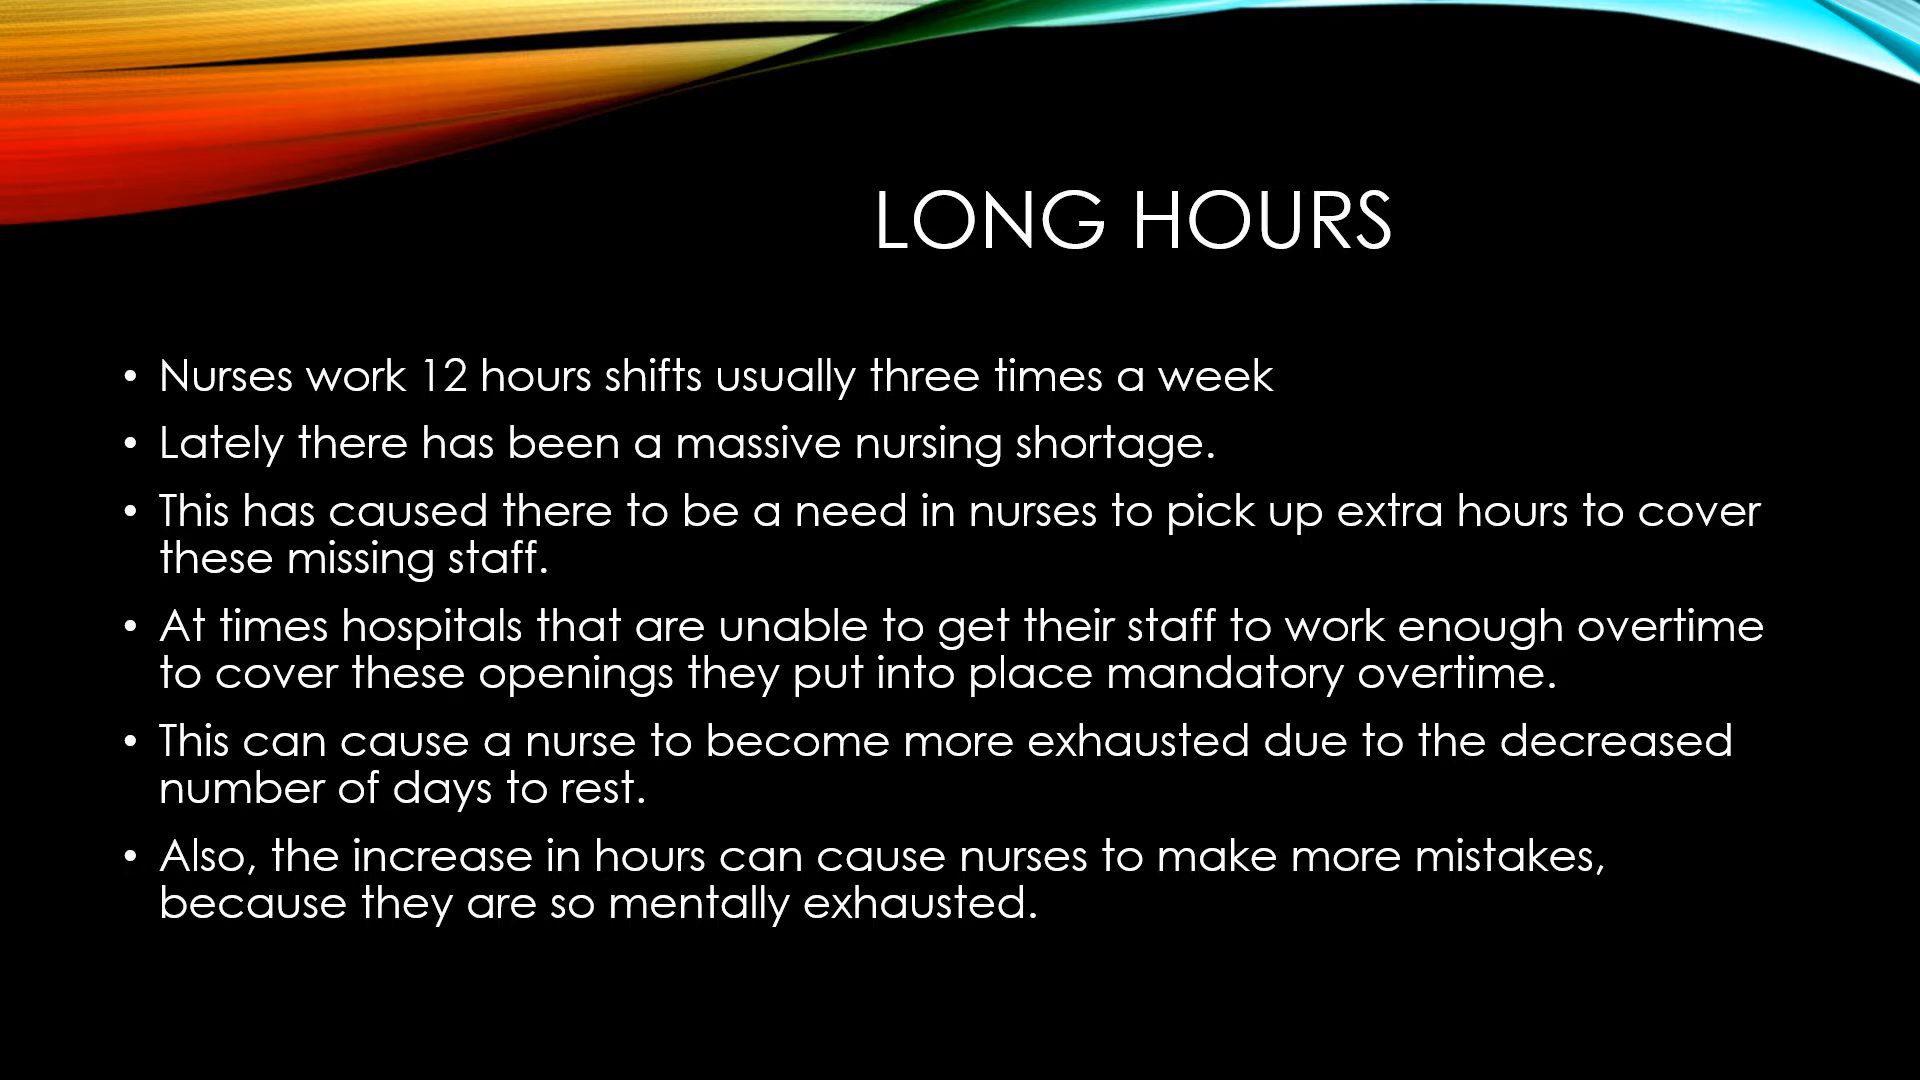 LONG HOURS
• Nurses work 12 hours shifts usually three times a week
• Lately there has been a massive nursing shortage.
• This has caused there to be a need in nurses to pick up extra hours to cover
these missing staff.
• At times hospitals that are unable to get their staff to work enough overtime
to cover these openings they put into place mandatory overtime.
• This can cause a nurse to become more exhausted due to the decreased
number of days to rest.
• Also, the increase in hours can cause nurses to make more mistakes,
because they are so mentally exhausted.